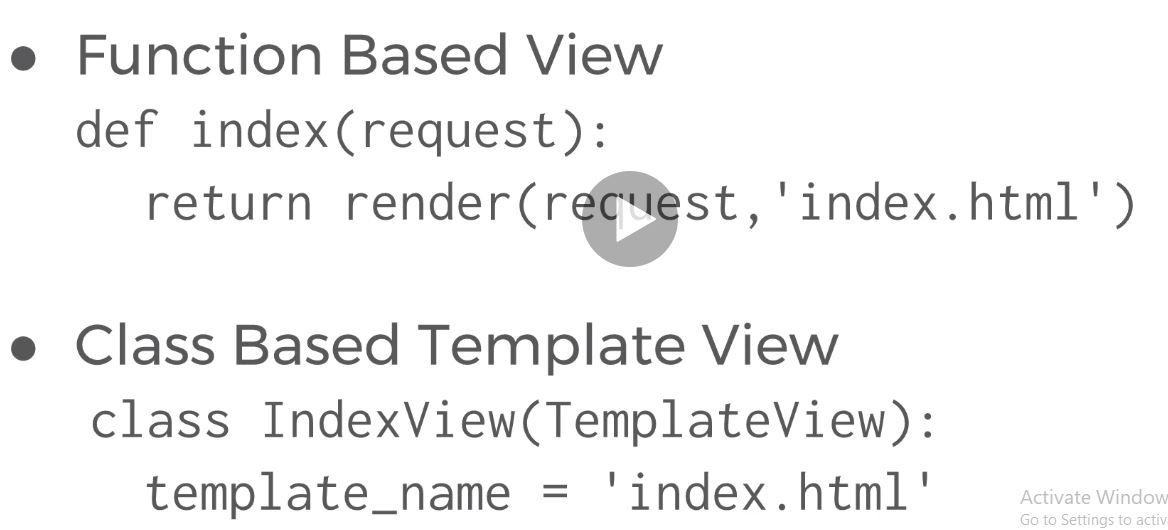 ● Function Based View
def index(request):
return render(request,'index.html')
● Class Based Template View
class IndexView(TemplateView):
template_name = 'index.html'
Activate Window
Go to Settings to activ